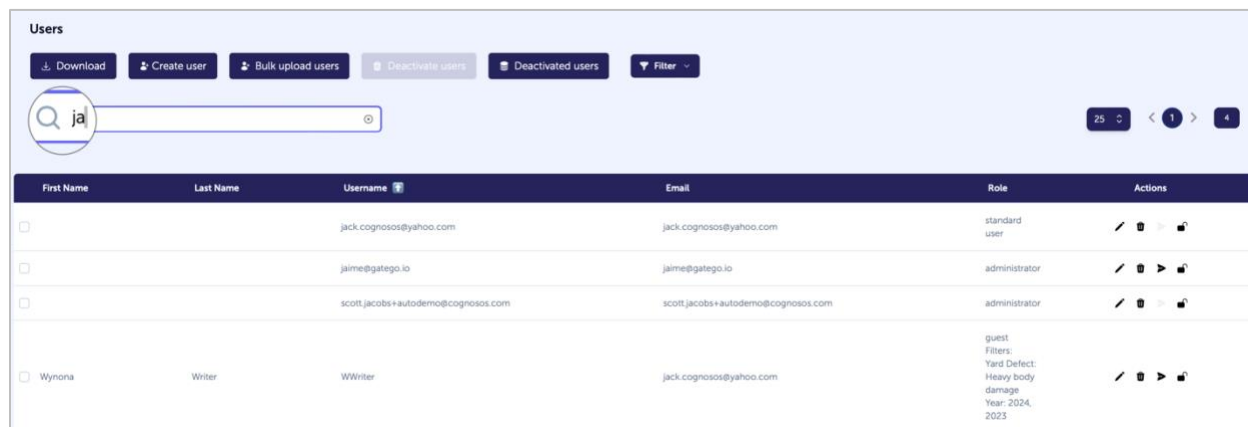 Users
Download Create user Bulk upload users Deactivate users Deactivated users Filter
ja
25 1 4
First Name Last Name Username Email Role Actions
jack.cognosos@yahoo.com jack.cognosos@yahoo.com standard
user
jaime@gatego.io jaime@gatego.io administrator
scott.jacobs+autodemo@cognosos.com scott.jacobs+autodemo@cognosos.com administrator
guest
Filters:
Yard Defect:
Wynona Writer WWriter jack.cognosos@yahoo.com Heavy body
damage
Year: 2024,
2023